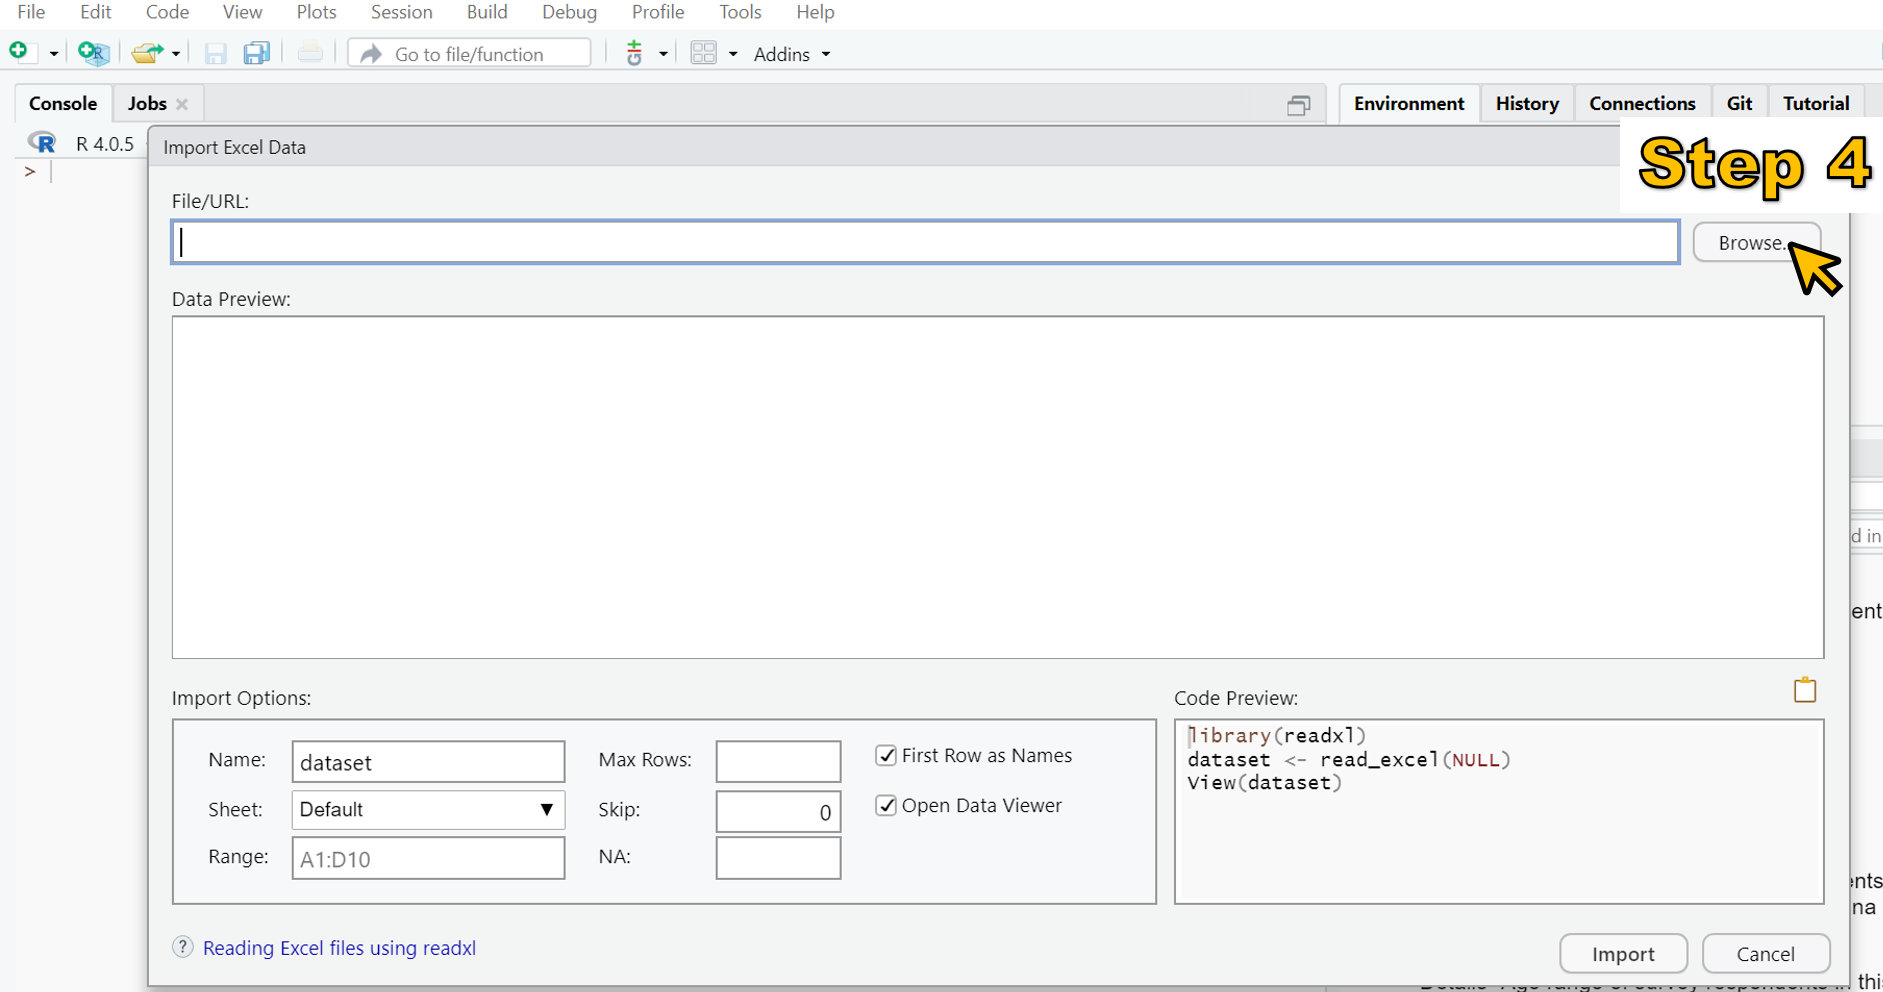 File Edit Code View Plots Session Build Debug Profile Tools Help
Go to file/function Addins
Console Jobs Environment History Connections Git Tutorial
R R 4.0.5 Import Excel Data
Step 4
>
File/URL:
Browse...
Data Preview:
d in
ent
Import Options: Code Preview:
Name: dataset Max Rows: First Row as Names
Sheet: Default Skip: 0 Open Data Viewer
Range: A1:D10 NA:
library(readxl)
dataset <- read_excel(NULL)
View(dataset)
ents
na
? Reading Excel files using readxl
Import Cancel